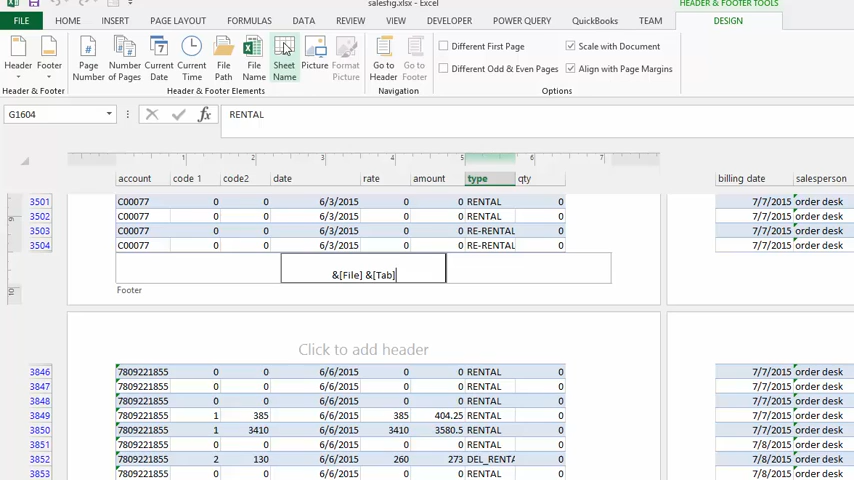 salesfg.xlsx - Excel
HEADER & FOOTER TOOLS
FILE HOME INSERT PAGE LAYOUT FORMULAS DATA REVIEW VIEW DEVELOPER POWER QUERY QuickBooks TEAM DESIGN
Header Footer Page Number Number of Pages Current Date Current Time File Path File Name Sheet Name Picture Format Picture Go to Header Go to Footer
Different First Page Scale with Document
Different Odd & Even Pages Align with Page Margins
Header & Footer Header & Footer Elements Navigation Options
G1604 fx RENTAL
1 2 3 4 5 6 7
account code 1 code2 date rate amount type qty billing date salesperson
3501 C00077 0 0 6/3/2015 0 0 RENTAL 0 7/7/2015 order desk
3502 C00077 0 0 6/3/2015 0 0 RENTAL 0 7/7/2015 order desk
3503 C00077 0 0 6/3/2015 0 0 RE-RENTAL 0 7/7/2015 order desk
3504 C00077 0 0 6/3/2015 0 0 RE-RENTAL 0 7/7/2015 order desk
9
&[File] &[Tab]
10
Footer
Click to add header
3846 7809221855 0 0 6/6/2015 0 0 RENTAL 0 7/7/2015 order desk
3847 7809221855 0 0 6/6/2015 0 0 RENTAL 0 7/7/2015 order desk
3848 7809221855 0 0 6/6/2015 0 0 RENTAL 0 7/7/2015 order desk
3849 7809221855 1 385 6/6/2015 385 404.25 RENTAL 0 7/7/2015 order desk
3850 7809221855 1 3410 6/6/2015 3410 3580.5 RENTAL 0 7/7/2015 order desk
3851 7809221855 0 0 6/6/2015 0 0 RENTAL 0 7/8/2015 order desk
3852 7809221855 2 130 6/6/2015 260 273 DEL_RENTA 0 7/8/2015 order desk
3853 7809221855 0 0 6/6/2015 0 0 RENTAL 0 7/8/2015 order desk